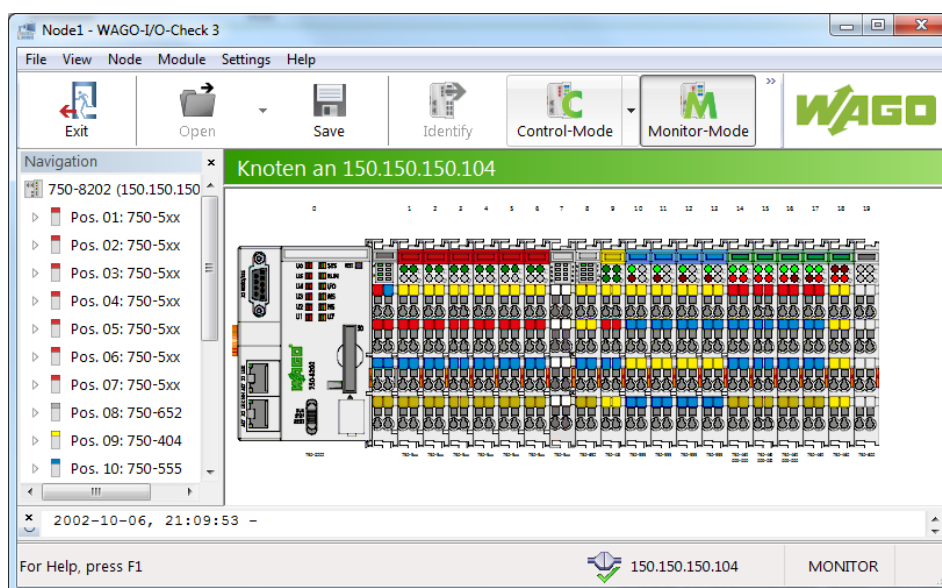 Node1 - WAGO-I/O-Check 3
File View Node Module Settings Help
Exit Open Save Identify Control-Mode Monitor-Mode »
WAGO
Navigation ×
Knoten an 150.150.150.104
750-8202 (150.150.150
Pos. 01: 750-5xx
Pos. 02: 750-5xx
Pos. 03: 750-5xx
Pos. 04: 750-5xx
Pos. 05: 750-5xx
Pos. 06: 750-5xx
Pos. 07: 750-5xx
Pos. 08: 750-652
Pos. 09: 750-404
Pos. 10: 750-555
0 1 2 3 4 5 6 7 8 9 10 11 12 13 14 15 16 17 18 19
WAGO
750-8202
2002-10-06, 21:09:53 -
For Help, press F1
150.150.150.104
MONITOR